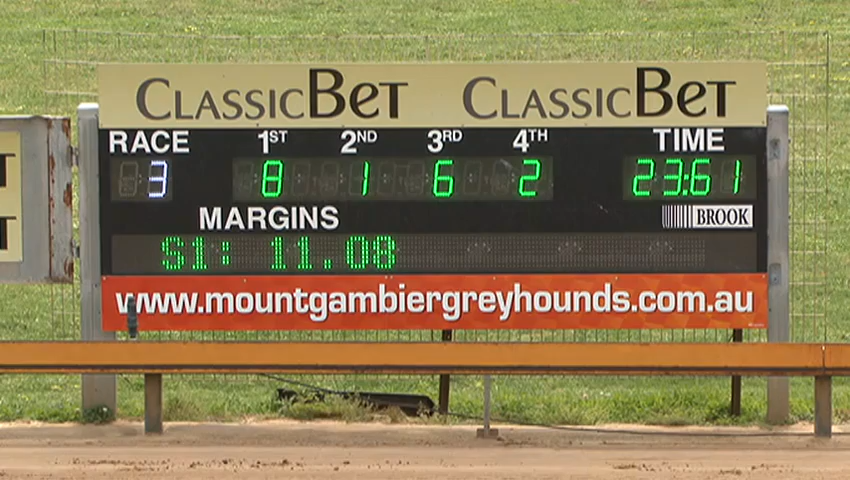 CLASSICBET CLASSICBET
RACE 1ST 2ND 3RD 4TH TIME
3 8 1 6 2 23:61
MARGINS BROOK
S1: 11.08
www.mountgambiergreyhounds.com.au